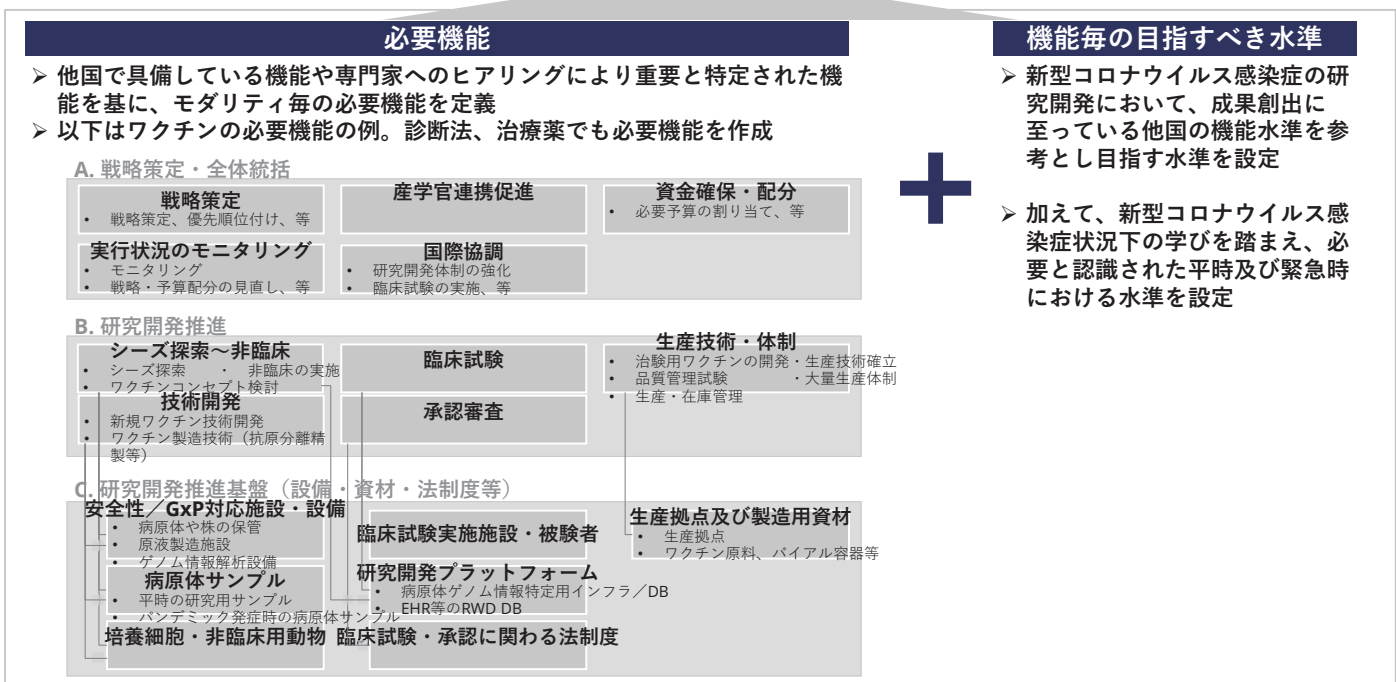 必要機能
➢ 他国で具備している機能や専門家へのヒアリングにより重要と特定された機
能を基に、モダリティ毎の必要機能を定義
➢ 以下はワクチンの必要機能の例。診断法、治療薬でも必要機能を作成
A. 戦略策定・全体統括
戦略策定
• 戦略策定、優先順位付け、等
産学官連携促進
資金確保・配分
• 必要予算の割り当て、等
実行状況のモニタリング
• モニタリング
• 戦略・予算配分の見直し、等
国際協調
• 研究開発体制の強化
• 臨床試験の実施、等
B. 研究開発推進
シーズ探索～非臨床
• シーズ探索 ・ 非臨床の実施
• ワクチンコンセプト検討
臨床試験
生産技術・体制
• 治験用ワクチンの開発・生産技術確立
• 品質管理試験 ・大量生産体制
• 生産・在庫管理
技術開発
• 新規ワクチン技術開発
• ワクチン製造技術（抗原分離精
製等）
承認審査
C. 研究開発推進基盤（設備・資材・法制度等）
安全性／GxP対応施設・設備
• 病原体や株の保管
• 原液製造施設
• ゲノム情報解析設備
臨床試験実施施設・被験者
生産拠点及び製造用資材
• 生産拠点
• ワクチン原料、バイアル容器等
病原体サンプル
• 平時の研究用サンプル
• パンデミック発症時の病原体サンプル
研究開発プラットフォーム
• 病原体ゲノム情報特定用インフラ／DB
• EHR等のRWD DB
培養細胞・非臨床用動物
臨床試験・承認に関わる法制度
機能毎の目指すべき水準
➢ 新型コロナウイルス感染症の研
究開発において、成果創出に
至っている他国の機能水準を参
考とし目指す水準を設定
➢ 加えて、新型コロナウイルス感
染症状況下の学びを踏まえ、必
要と認識された平時及び緊急時
における水準を設定